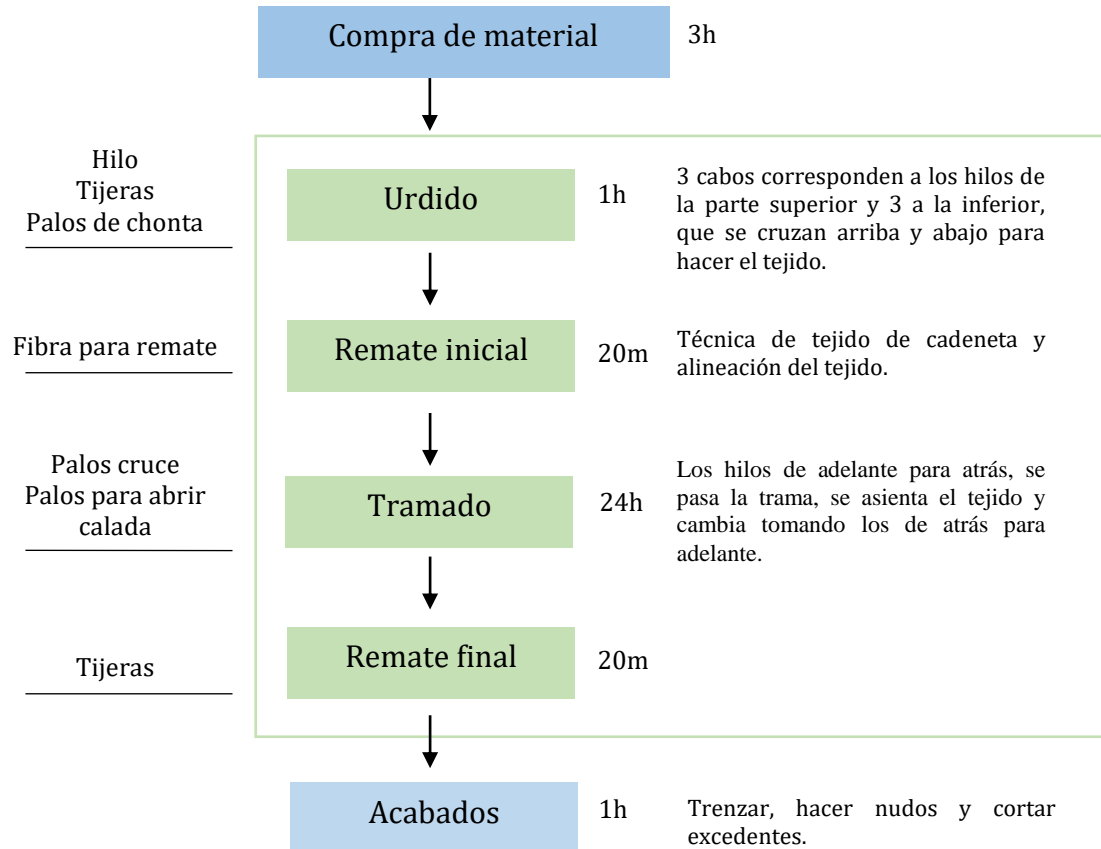 Compra de material
3h
Hilo
Tijeras
Palos de chonta
Urdido
1h
3 cabos corresponden a los hilos de
la parte superior y 3 a la inferior,
que se cruzan arriba y abajo para
hacer el tejido.
Fibra para remate
Remate inicial
20m
Técnica de tejido de cadeneta y
alineación del tejido.
Palos cruce
Palos para abrir
calada
Tramado
24h
Los hilos de adelante para atrás, se
pasa la trama, se asienta el tejido y
cambia tomando los de atrás para
adelante.
Tijeras
Remate final
20m
Acabados
1h
Trenzar, hacer nudos y cortar
excedentes.